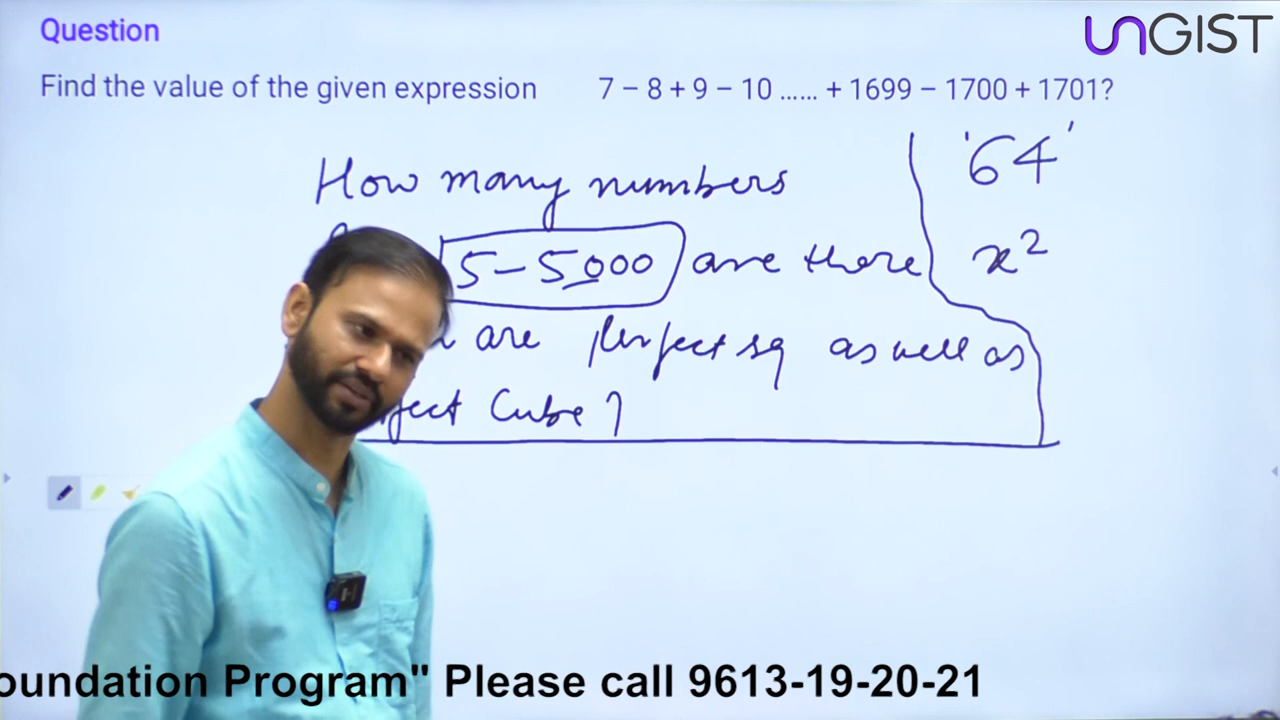 Question
UNGIST
Find the value of the given expression 7 – 8 + 9 – 10 ...... + 1699 – 1700 + 1701?
'64'
How many numbers
5-5000 are there
x²
are perfect sq as well as
Cube?
oundation Program" Please call 9613-19-20-21